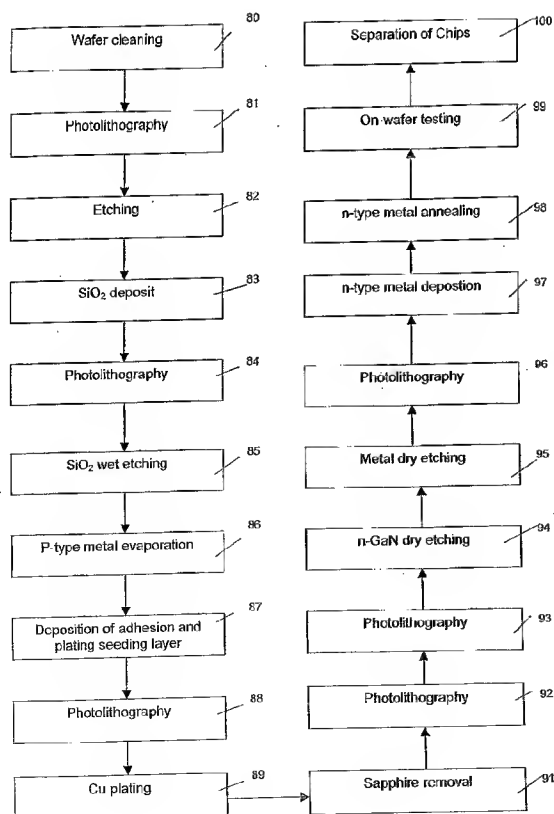 80
Wafer cleaning
81
Photolithography
82
Etching
83
SiO₂ deposit
84
Photolithography
85
SiO₂ wet etching
86
P-type metal evaporation
87
Deposition of adhesion and
plating seeding layer
88
Photolithography
89
Cu plating
91
Sapphire removal
92
Photolithography
93
Photolithography
94
n-GaN dry etching
95
Metal dry etching
96
Photolithography
97
n-type metal depostion
98
n-type metal annealing
99
On-wafer testing
100
Separation of Chips